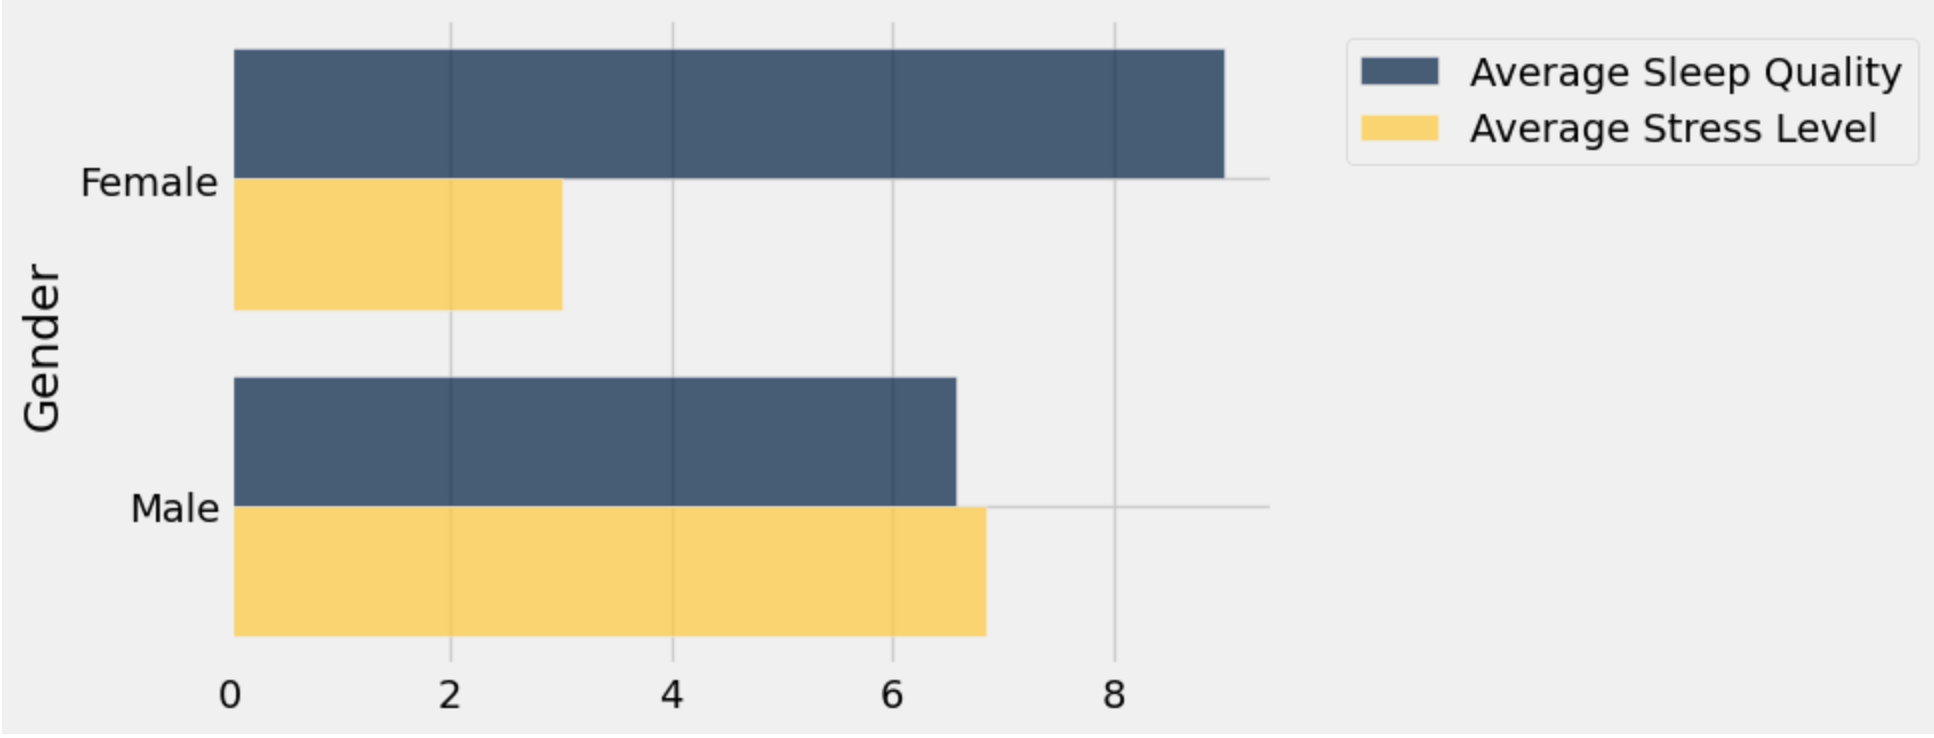 Average Sleep Quality
Average Stress Level
Female
Gender
Male
0 2 4 6 8